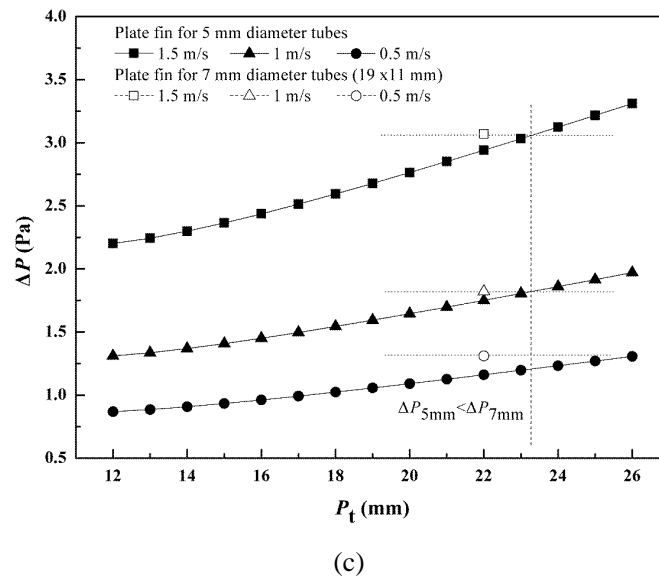 4.0
3.5
3.0
2.5
2.0
1.5
1.0
0.5
ΔP (Pa)
Plate fin for 5 mm diameter tubes
1.5 m/s 1 m/s 0.5 m/s
Plate fin for 7 mm diameter tubes (19 x11 mm)
1.5 m/s 1 m/s 0.5 m/s
ΔP5mm<ΔP7mm
12 14 16 18 20 22 24 26
Pt (mm)
(c)